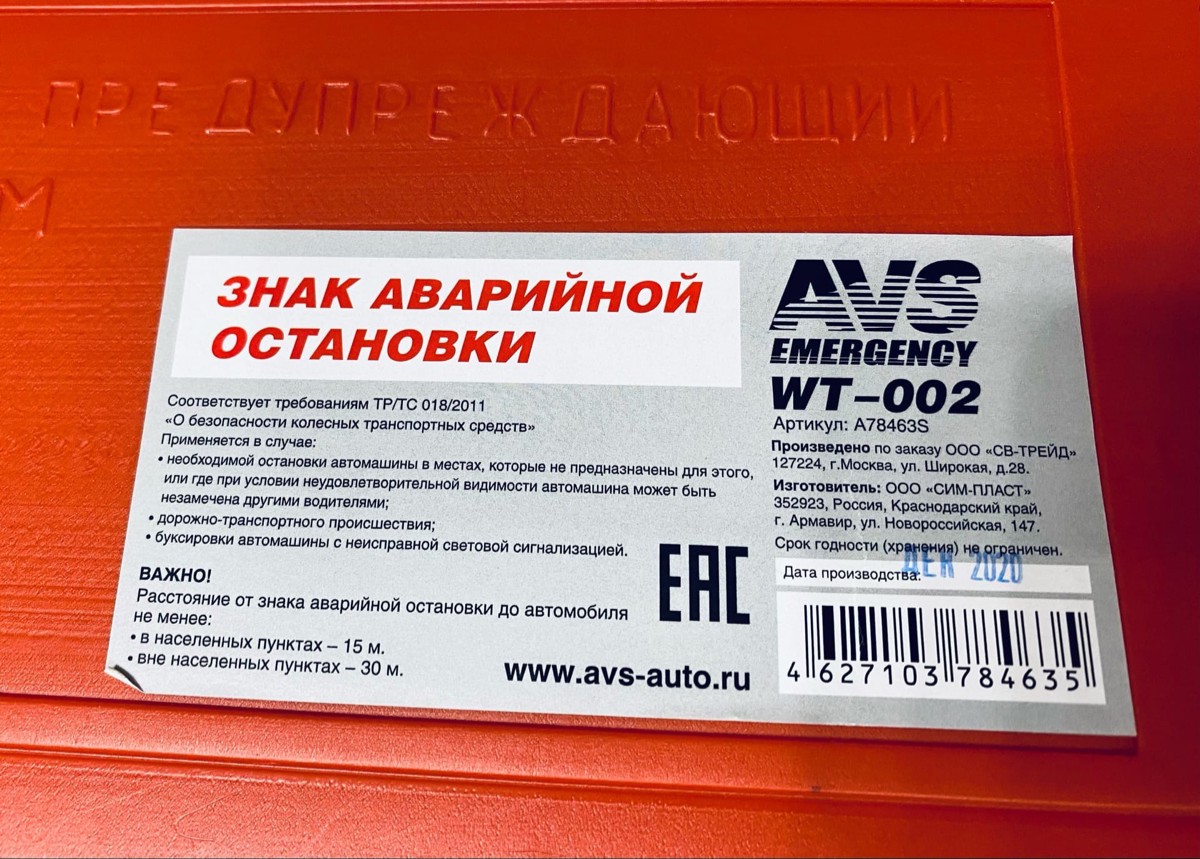 ПРЕДУПРЕЖДАЮЩИЙ
М
ЗНАК АВАРИЙНОЙ
ОСТАНОВКИ
Соответствует требованиям ТР/ТС 018/2011
«О безопасности колесных транспортных средств»
Применяется в случае:
• необходимой остановки автомашины в местах, которые не предназначены для этого,
или где при условии неудовлетворительной видимости автомашина может быть
незамечена другими водителями;
• дорожно-транспортного происшествия;
• буксировки автомашины с неисправной световой сигнализацией.
ВАЖНО!
Расстояние от знака аварийной остановки до автомобиля
не менее:
• в населенных пунктах – 15 м.
• вне населенных пунктах – 30 м.
EAC
www.avs-auto.ru
AVS
EMERGENCY
WT-002
Артикул: A78463S
Произведено по заказу ООО «СВ-ТРЕЙД»
127224, г.Москва, ул. Широкая, д.28.
Изготовитель: ООО «СИМ-ПЛАСТ»
352923, Россия, Краснодарский край,
г. Армавир, ул. Новороссийская, 147.
Срок годности (хранения) не ограничен.
Дата производства: ДЕК 2020
4 627103 784635